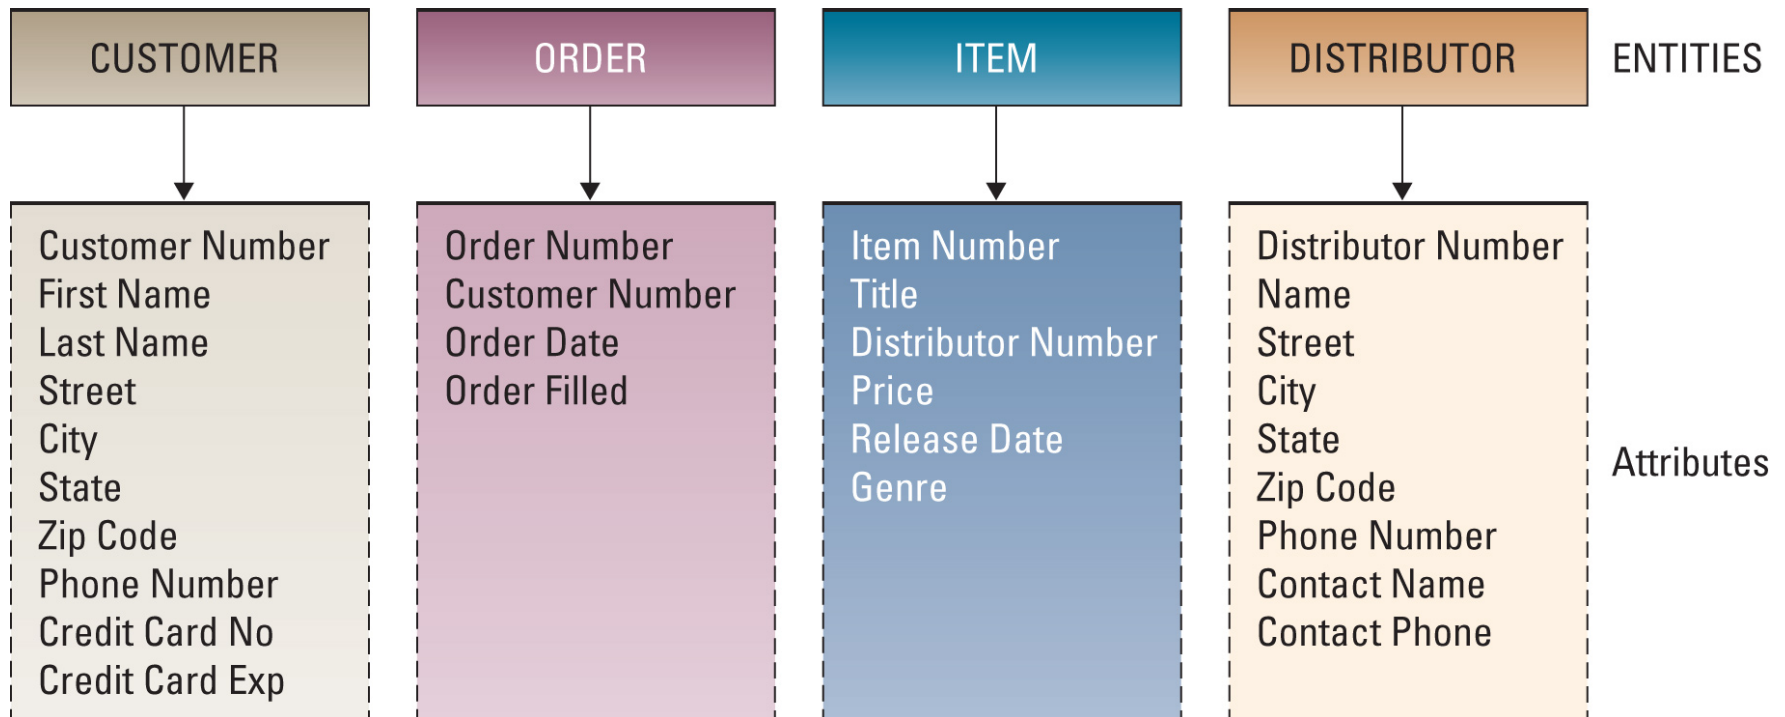 CUSTOMER
ORDER
ITEM
DISTRIBUTOR
ENTITIES
Customer Number
First Name
Last Name
Street
City
State
Zip Code
Phone Number
Credit Card No
Credit Card Exp
Order Number
Customer Number
Order Date
Order Filled
Item Number
Title
Distributor Number
Price
Release Date
Genre
Distributor Number
Name
Street
City
State
Zip Code
Phone Number
Contact Name
Contact Phone
Attributes